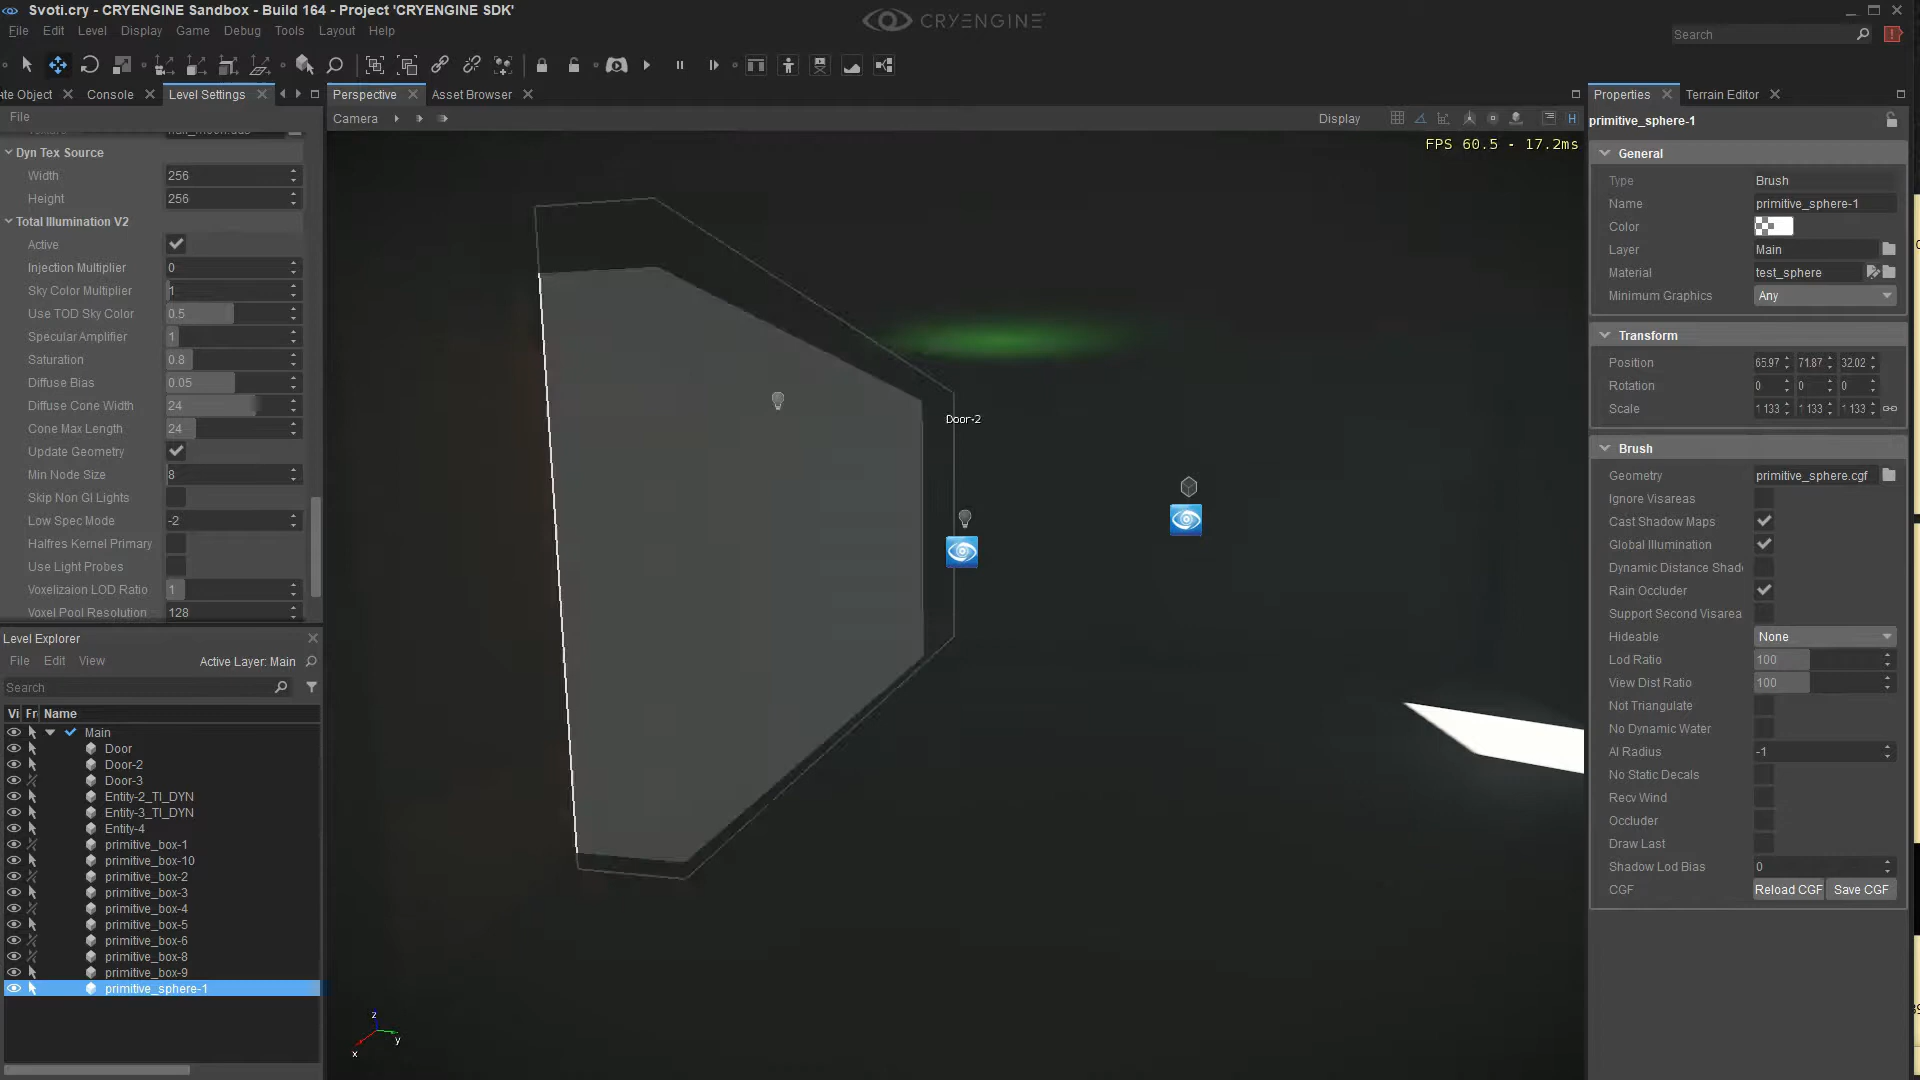 Svoti.cry - CRYENGINE Sandbox - Build 164 - Project 'CRYENGINE SDK'
CRYENGINE
File Edit Level Display Game Debug Tools Layout Help
Search
ate Object Console Level Settings
Perspective Asset Browser
Properties Terrain Editor
File
Camera
Display
H
FPS 60.5 - 17.2ms
Dyn Tex Source
Width 256
Height 256
Total Illumination V2
Active
Injection Multiplier 0
Sky Color Multiplier 1
Use TOD Sky Color 0.5
Specular Amplifier 1
Saturation 0.8
Diffuse Bias 0.05
Diffuse Cone Width 24
Cone Max Length 24
Update Geometry
Min Node Size 8
Skip Non GI Lights
Low Spec Mode -2
Halfres Kernel Primary
Use Light Probes
Voxelizaion LOD Ratio 1
Voxel Pool Resolution 128
Level Explorer
File Edit View Active Layer: Main
Search
Vi Fr Name
Main
Door
Door-2
Door-3
Entity-2_TI_DYN
Entity-3_TI_DYN
Entity-4
primitive_box-1
primitive_box-10
primitive_box-2
primitive_box-3
primitive_box-4
primitive_box-5
primitive_box-6
primitive_box-8
primitive_box-9
primitive_sphere-1
Door-2
z
y
x
primitive_sphere-1
General
Type Brush
Name primitive_sphere-1
Color
Layer Main
Material test_sphere
Minimum Graphics Any
Transform
Position 65.97 71.87 32.02
Rotation 0 0 0
Scale 1.133 1.133 1.133
Brush
Geometry primitive_sphere.cgf
Ignore Visareas
Cast Shadow Maps
Global Illumination
Dynamic Distance Shade
Rain Occluder
Support Second Visarea
Hideable None
Lod Ratio 100
View Dist Ratio 100
Not Triangulate
No Dynamic Water
AI Radius -1
No Static Decals
Recv Wind
Occluder
Draw Last
Shadow Lod Bias 0
CGF Reload CGF Save CGF